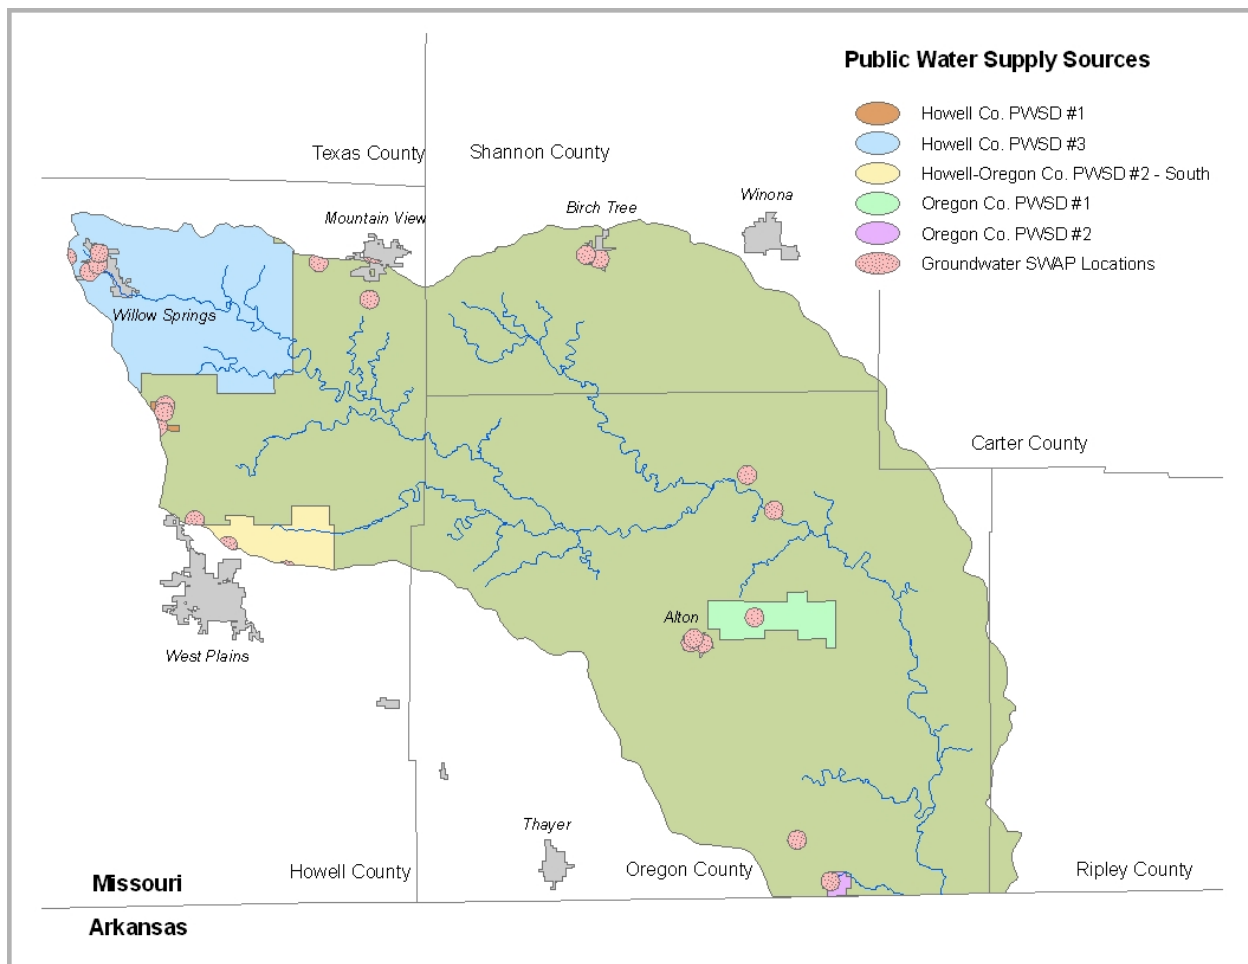 Public Water Supply Sources
Howell Co. PWSD #1
Howell Co. PWSD #3
Howell-Oregon Co. PWSD #2 - South
Oregon Co. PWSD #1
Oregon Co. PWSD #2
Groundwater SWAP Locations
Texas County
Shannon County
Winona
Birch Tree
Mountain View
Willow Springs
Carter County
Alton
West Plains
Thayer
Howell County
Oregon County
Ripley County
Missouri
Arkansas